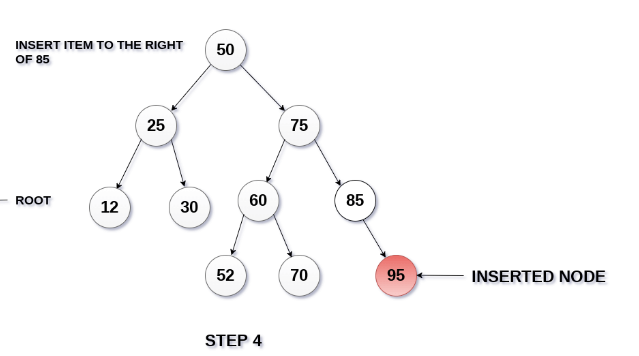 INSERT ITEM TO THE RIGHT
OF 85
50
25
75
ROOT
12
30
60
85
52
70
95
INSERTED NODE
STEP 4